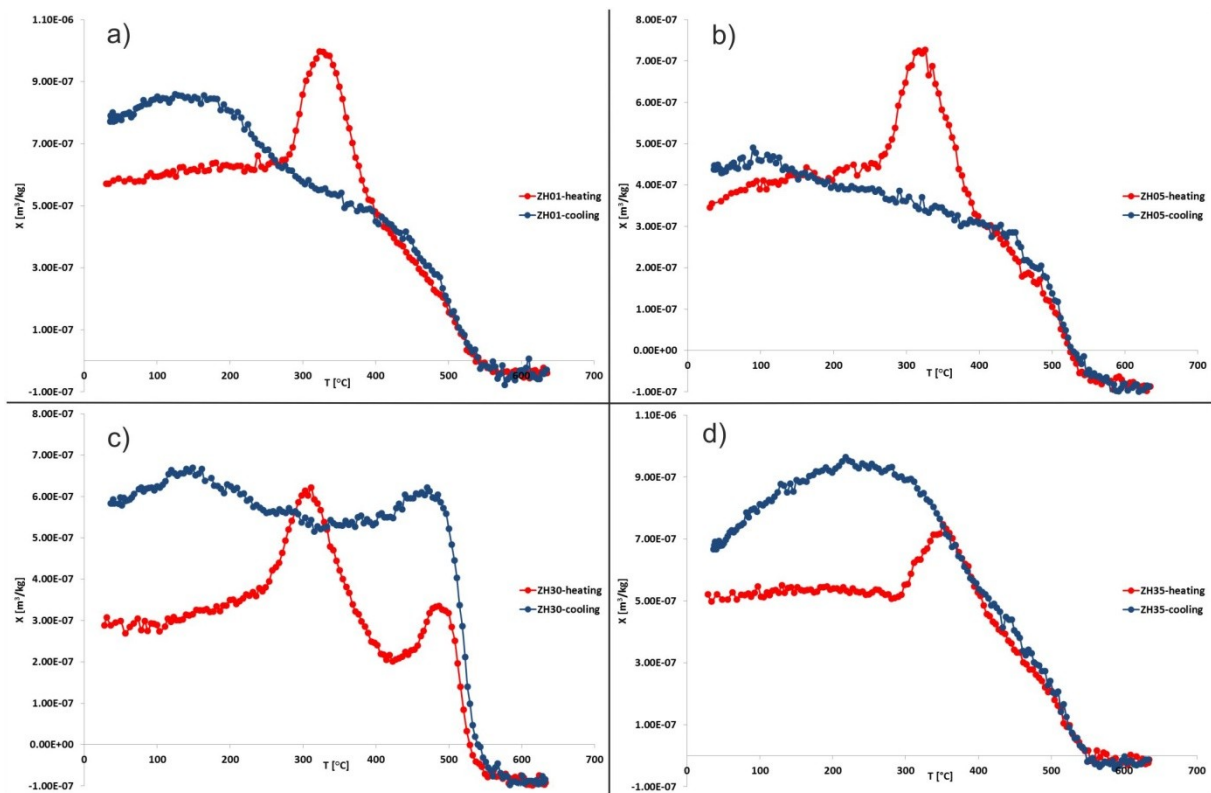 a)
1.10E-06
9.00E-07
7.00E-07
5.00E-07
3.00E-07
1.00E-07
-1.00E-07
X [m³/kg]
0 100 200 300 400 500 600 700
T [°C]
ZH01-heating
ZH01-cooling
b)
8.00E-07
7.00E-07
6.00E-07
5.00E-07
4.00E-07
3.00E-07
2.00E-07
1.00E-07
0.00E+00
-1.00E-07
X [m³/kg]
0 100 200 300 400 500 600 700
T [°C]
ZH05-heating
ZH05-cooling
c)
8.00E-07
7.00E-07
6.00E-07
5.00E-07
4.00E-07
3.00E-07
2.00E-07
1.00E-07
0.00E+00
-1.00E-07
X [m³/kg]
0 100 200 300 400 500 600 700
T [°C]
ZH30-heating
ZH30-cooling
d)
1.10E-06
9.00E-07
7.00E-07
5.00E-07
3.00E-07
1.00E-07
-1.00E-07
X [m³/kg]
0 100 200 300 400 500 600 700
T [°C]
ZH35-heating
ZH35-cooling